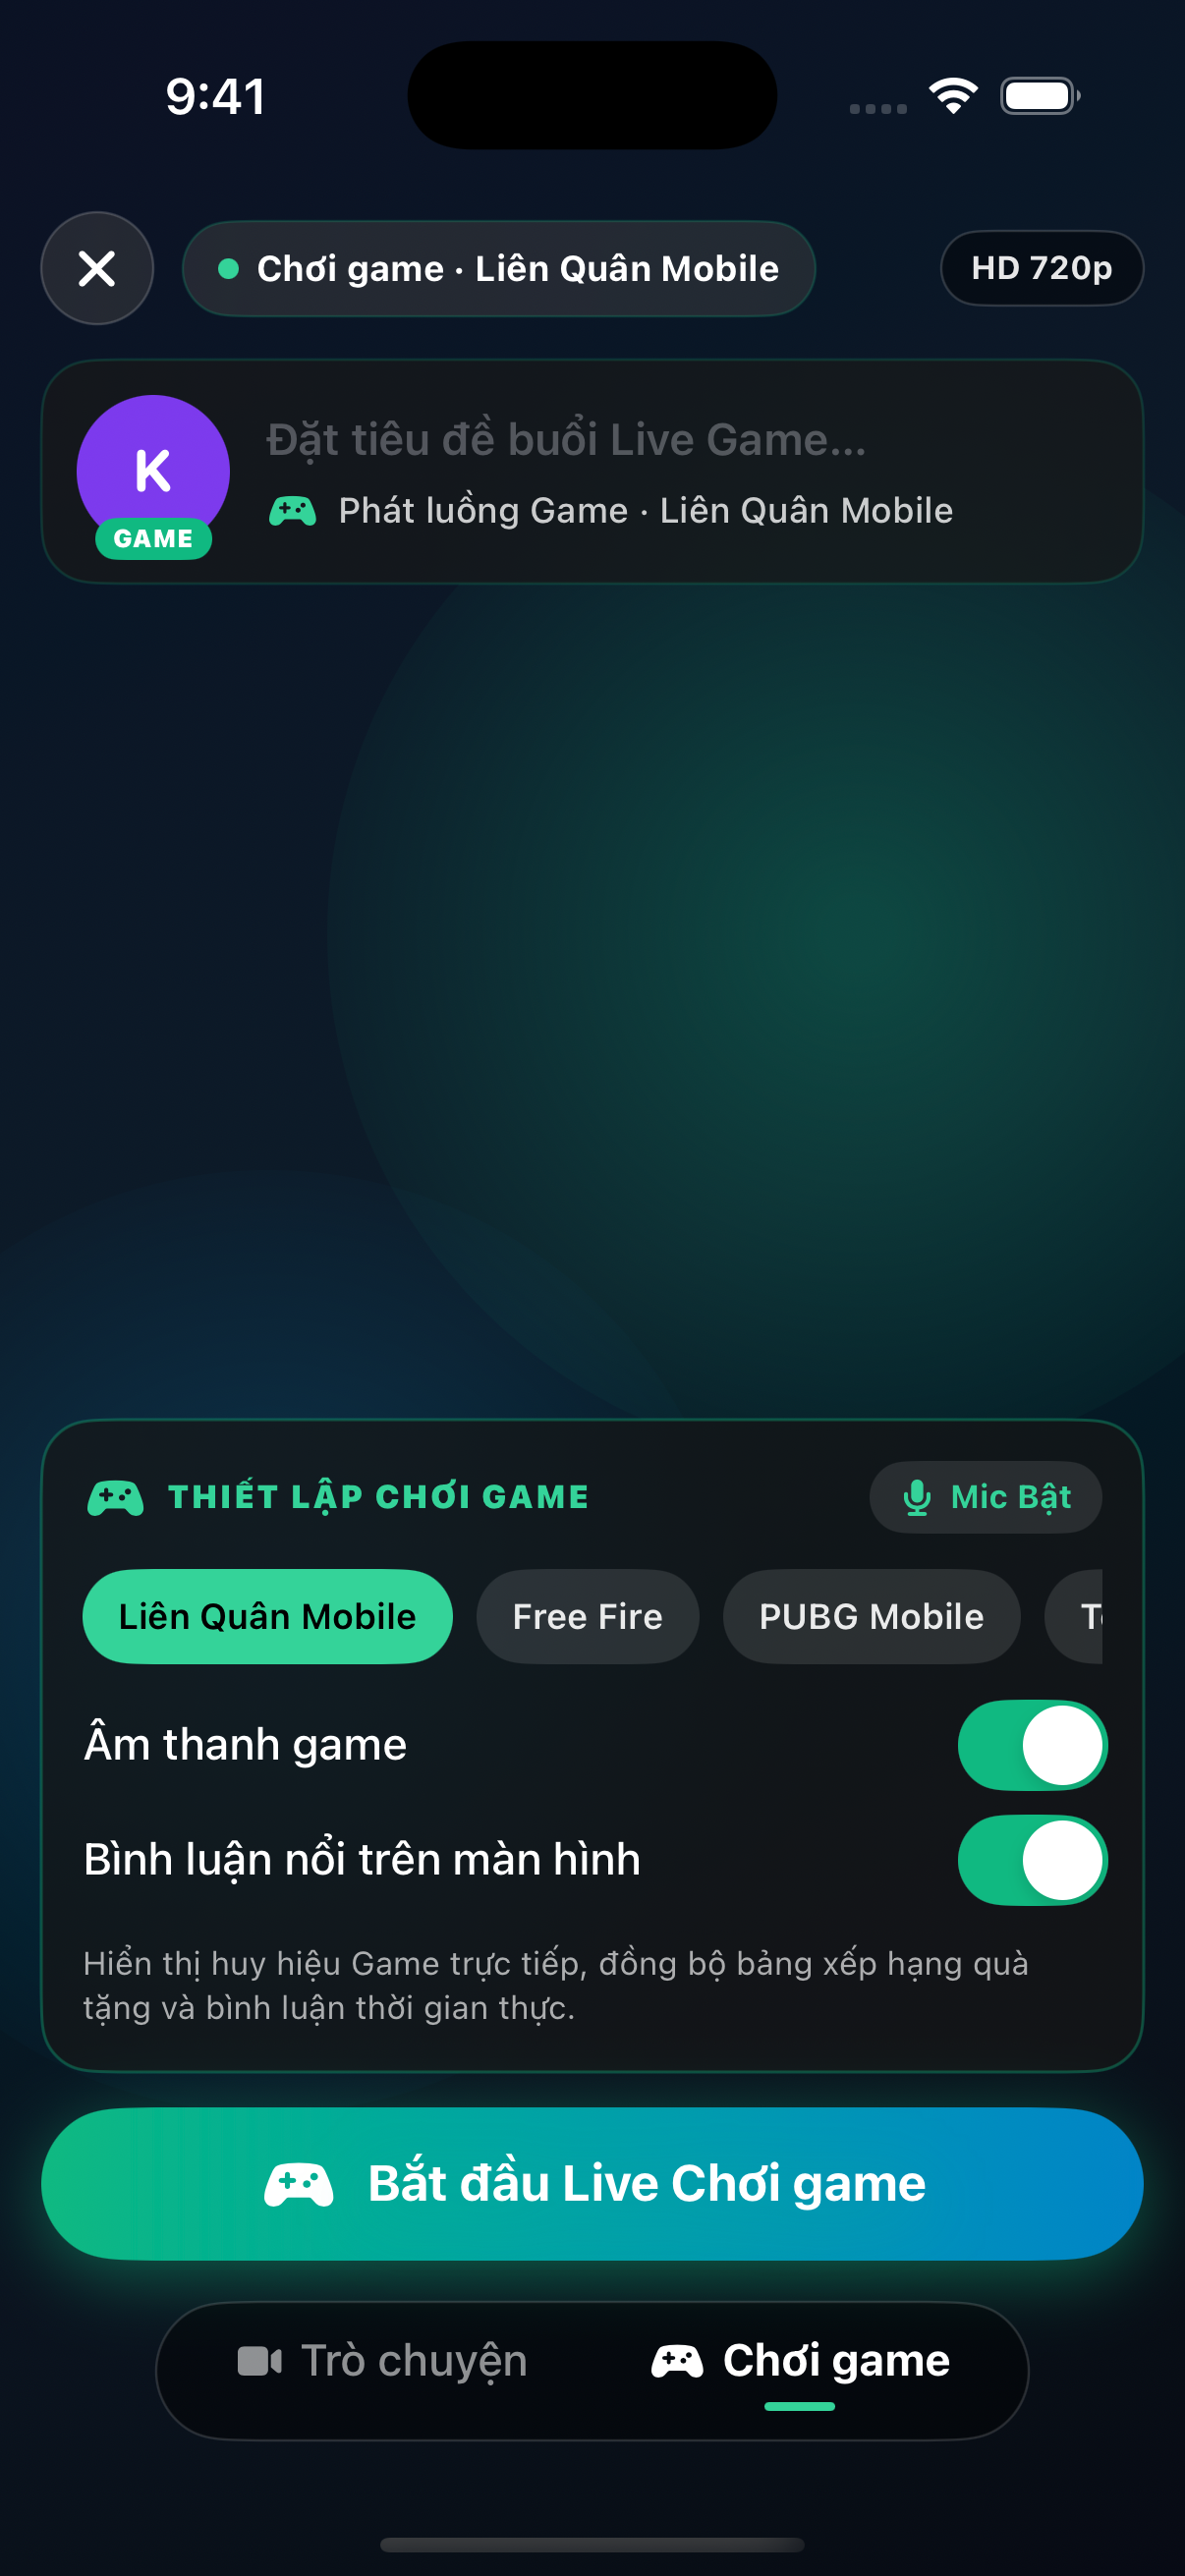 9:41
Chơi game · Liên Quân Mobile
HD 720p
K
GAME
Đặt tiêu đề buổi Live Game...
Phát luồng Game · Liên Quân Mobile
THIẾT LẬP CHƠI GAME
Mic Bật
Liên Quân Mobile
Free Fire
PUBG Mobile
Âm thanh game
Bình luận nổi trên màn hình
Hiển thị huy hiệu Game trực tiếp, đồng bộ bảng xếp hạng quà
tặng và bình luận thời gian thực.
Bắt đầu Live Chơi game
Trò chuyện
Chơi game